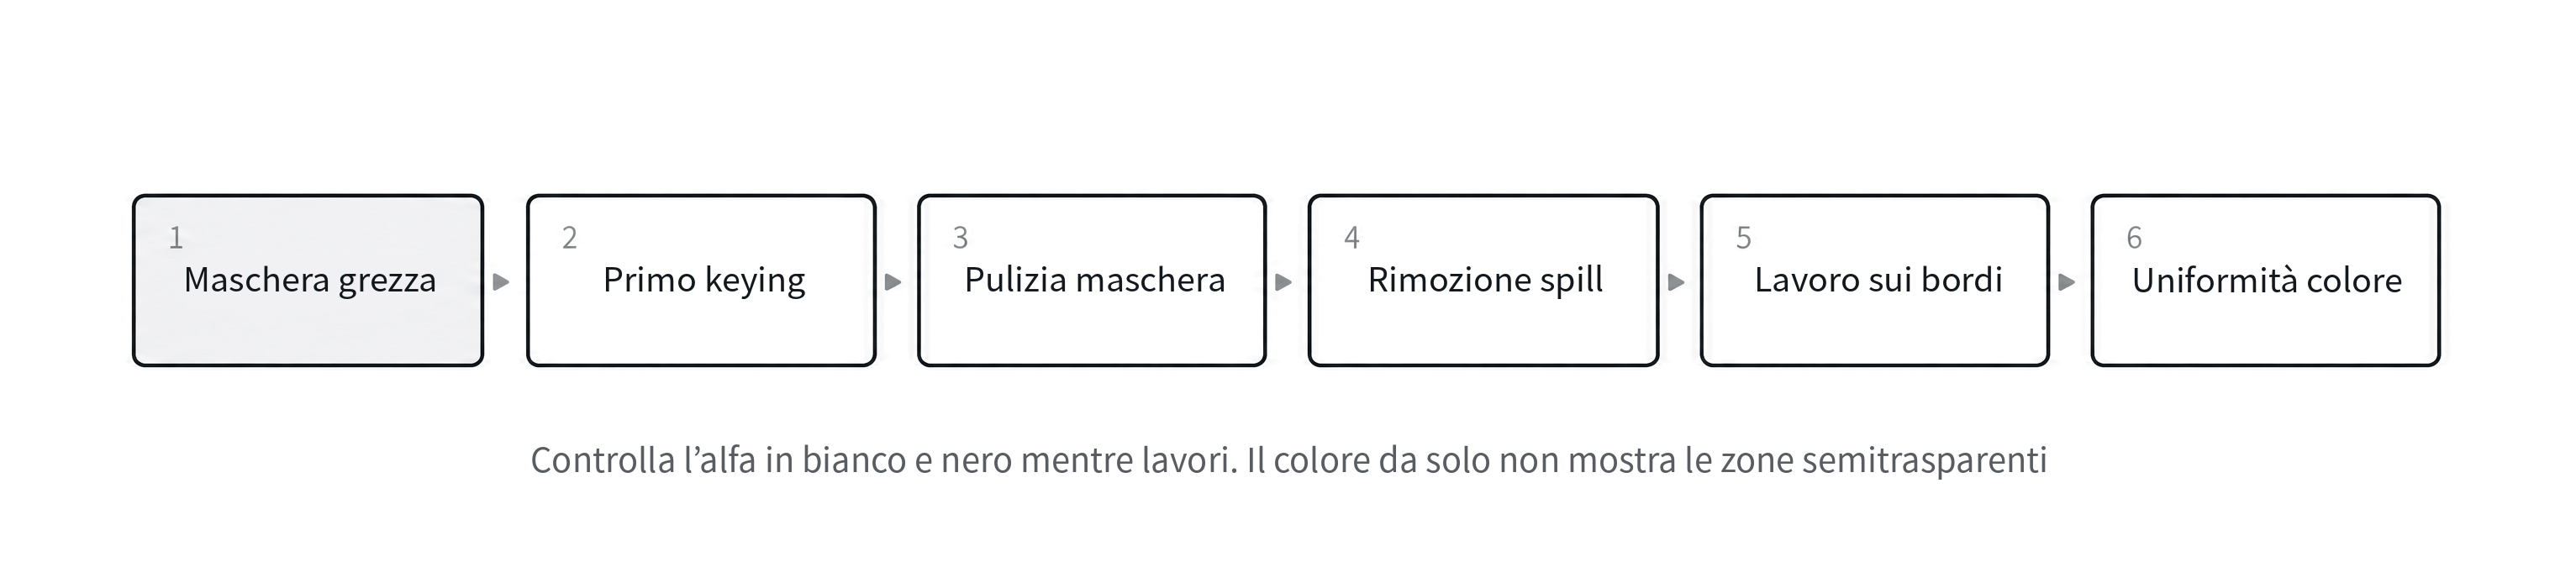 1
Maschera grezza
2
Primo keying
3
Pulizia maschera
4
Rimozione spill
5
Lavoro sui bordi
6
Uniformità colore
Controlla l’alfa in bianco e nero mentre lavori. Il colore da solo non mostra le zone semitrasparenti